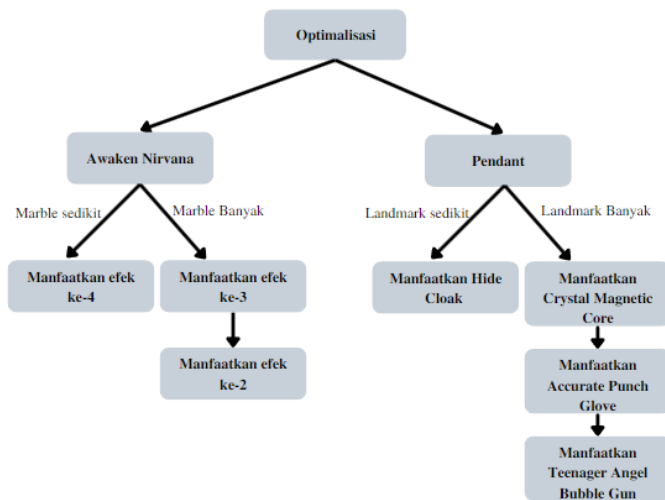 Optimalisasi
Awaken Nirvana
Pendant
Marble sedikit
Marble Banyak
Landmark sedikit
Landmark Banyak
Manfaatkan efek
ke-4
Manfaatkan efek
ke-3
Manfaatkan Hide
Cloak
Manfaatkan
Crystal Magnetic
Core
Manfaatkan efek
ke-2
Manfaatkan
Accurate Punch
Glove
Manfaatkan
Teenager Angel
Bubble Gun